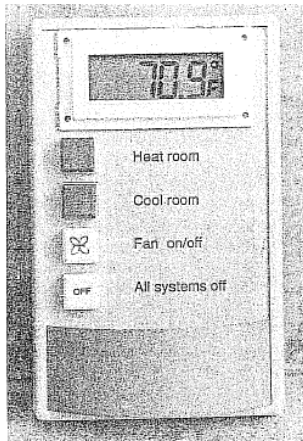 70.9°F
Heat room
Cool room
Fan on/off
OFF All systems off